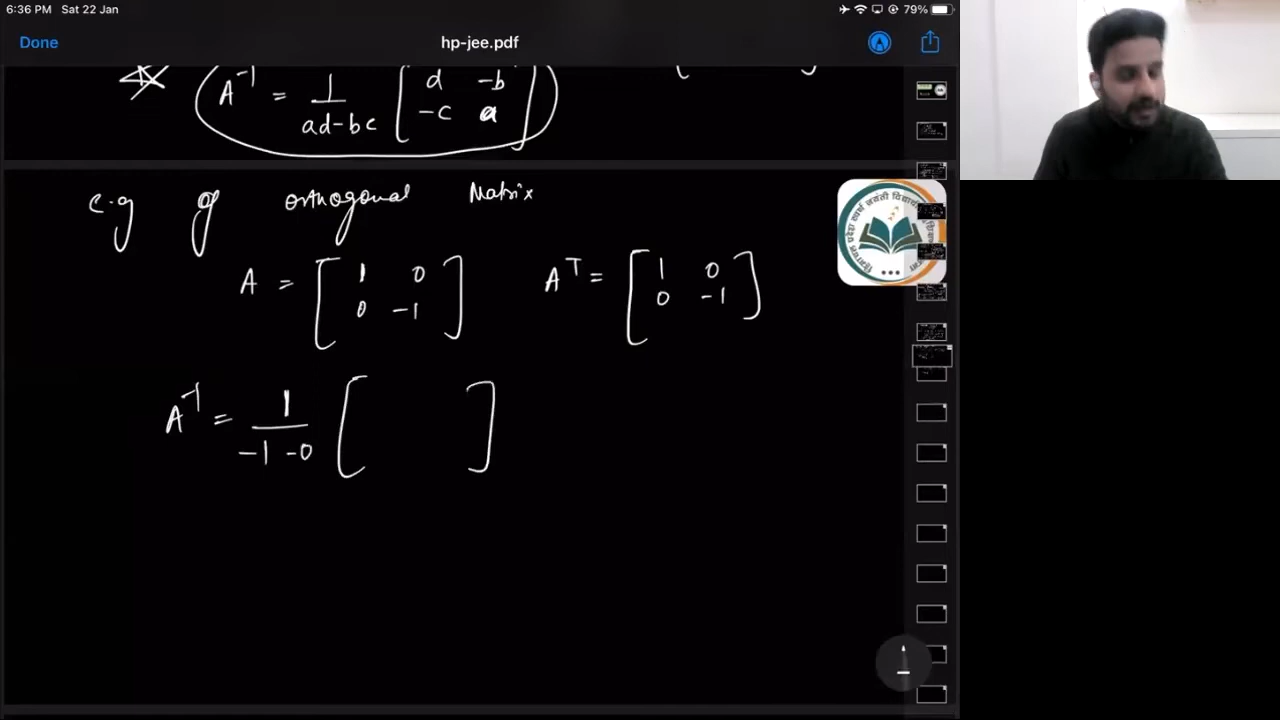 6:36 PM Sat 22 Jan 79%
Done hp-jee.pdf
A⁻¹ = 1/(ad-bc) [ d -b
-c a ]
e.g of orthogonal Matrix
A = [ 1 0
0 -1 ] Aᵀ = [ 1 0
0 -1 ]
A⁻¹ = 1/(-1 -0) [ ]